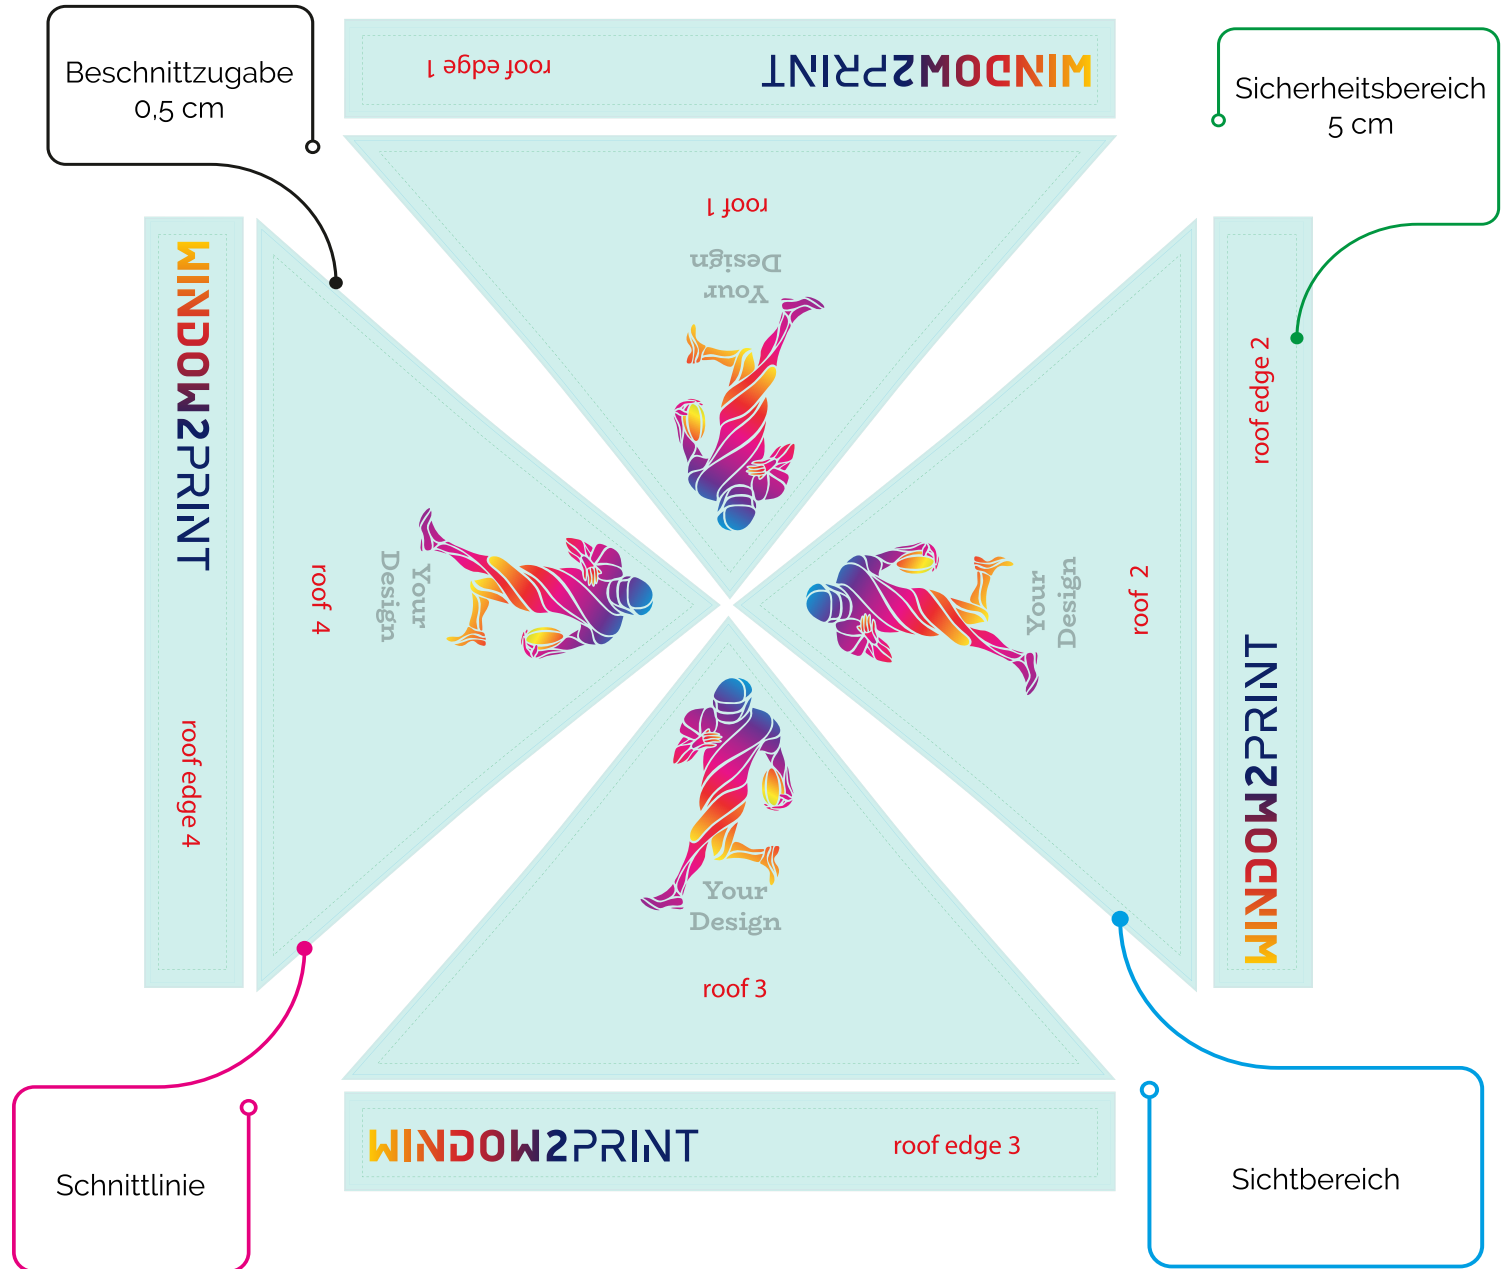 Beschnittzugabe
0,5 cm
roof edge 1
WINDOW2PRINT
Sicherheitsbereich
5 cm
roof 1
Your
Design
WINDOW2PRINT
roof edge 4
roof 4
Your
Design
Your
Design
roof 2
roof edge 2
WINDOW2PRINT
Your
Design
roof 3
WINDOW2PRINT
roof edge 3
Schnittlinie
Sichtbereich